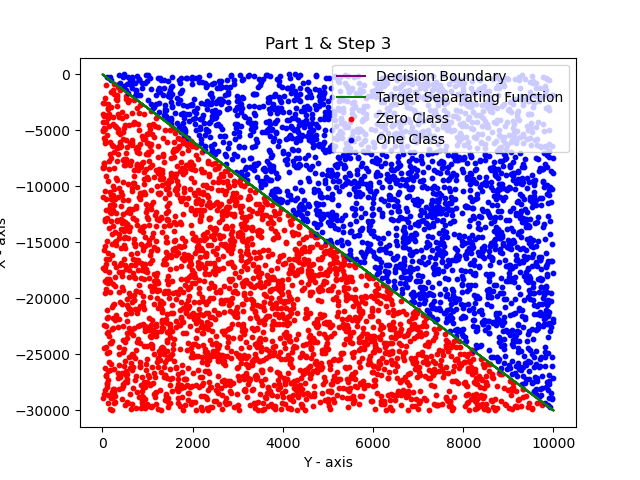 Part 1 & Step 3
Decision Boundary
Target Separating Function
Zero Class
One Class
0
−5000
−10000
−15000
−20000
−25000
−30000
X - axis
0 2000 4000 6000 8000 10000
Y - axis